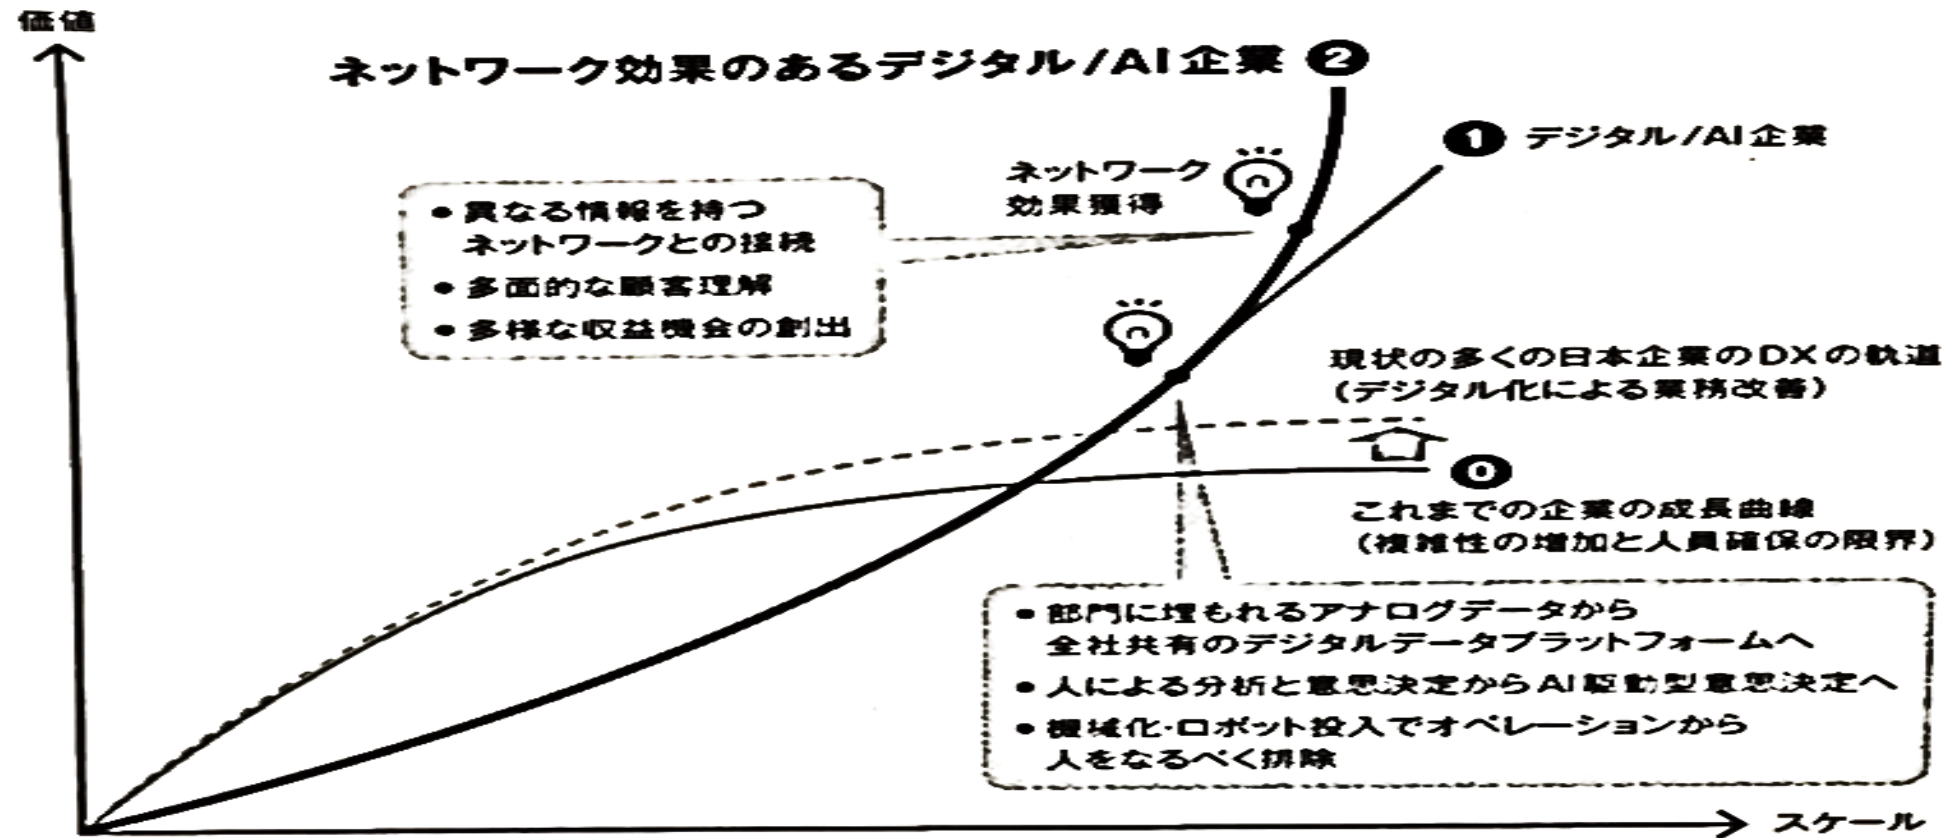 価値
ネットワーク効果のあるデジタル/AI企業 2
1 デジタル/AI企業
ネットワーク
効果獲得
● 異なる情報を持つ
ネットワークとの接続
● 多面的な顧客理解
● 多様な収益機会の創出
現状の多くの日本企業のDXの軌道
(デジタル化による業務改善)
0
これまでの企業の成長曲線
(複雑性の増加と人員確保の限界)
● 部門に埋もれるアナログデータから
全社共有のデジタルデータプラットフォームへ
● 人による分析と意思決定からAI駆動型意思決定へ
● 機械化・ロボット投入でオペレーションから
人をなるべく排除
スケール